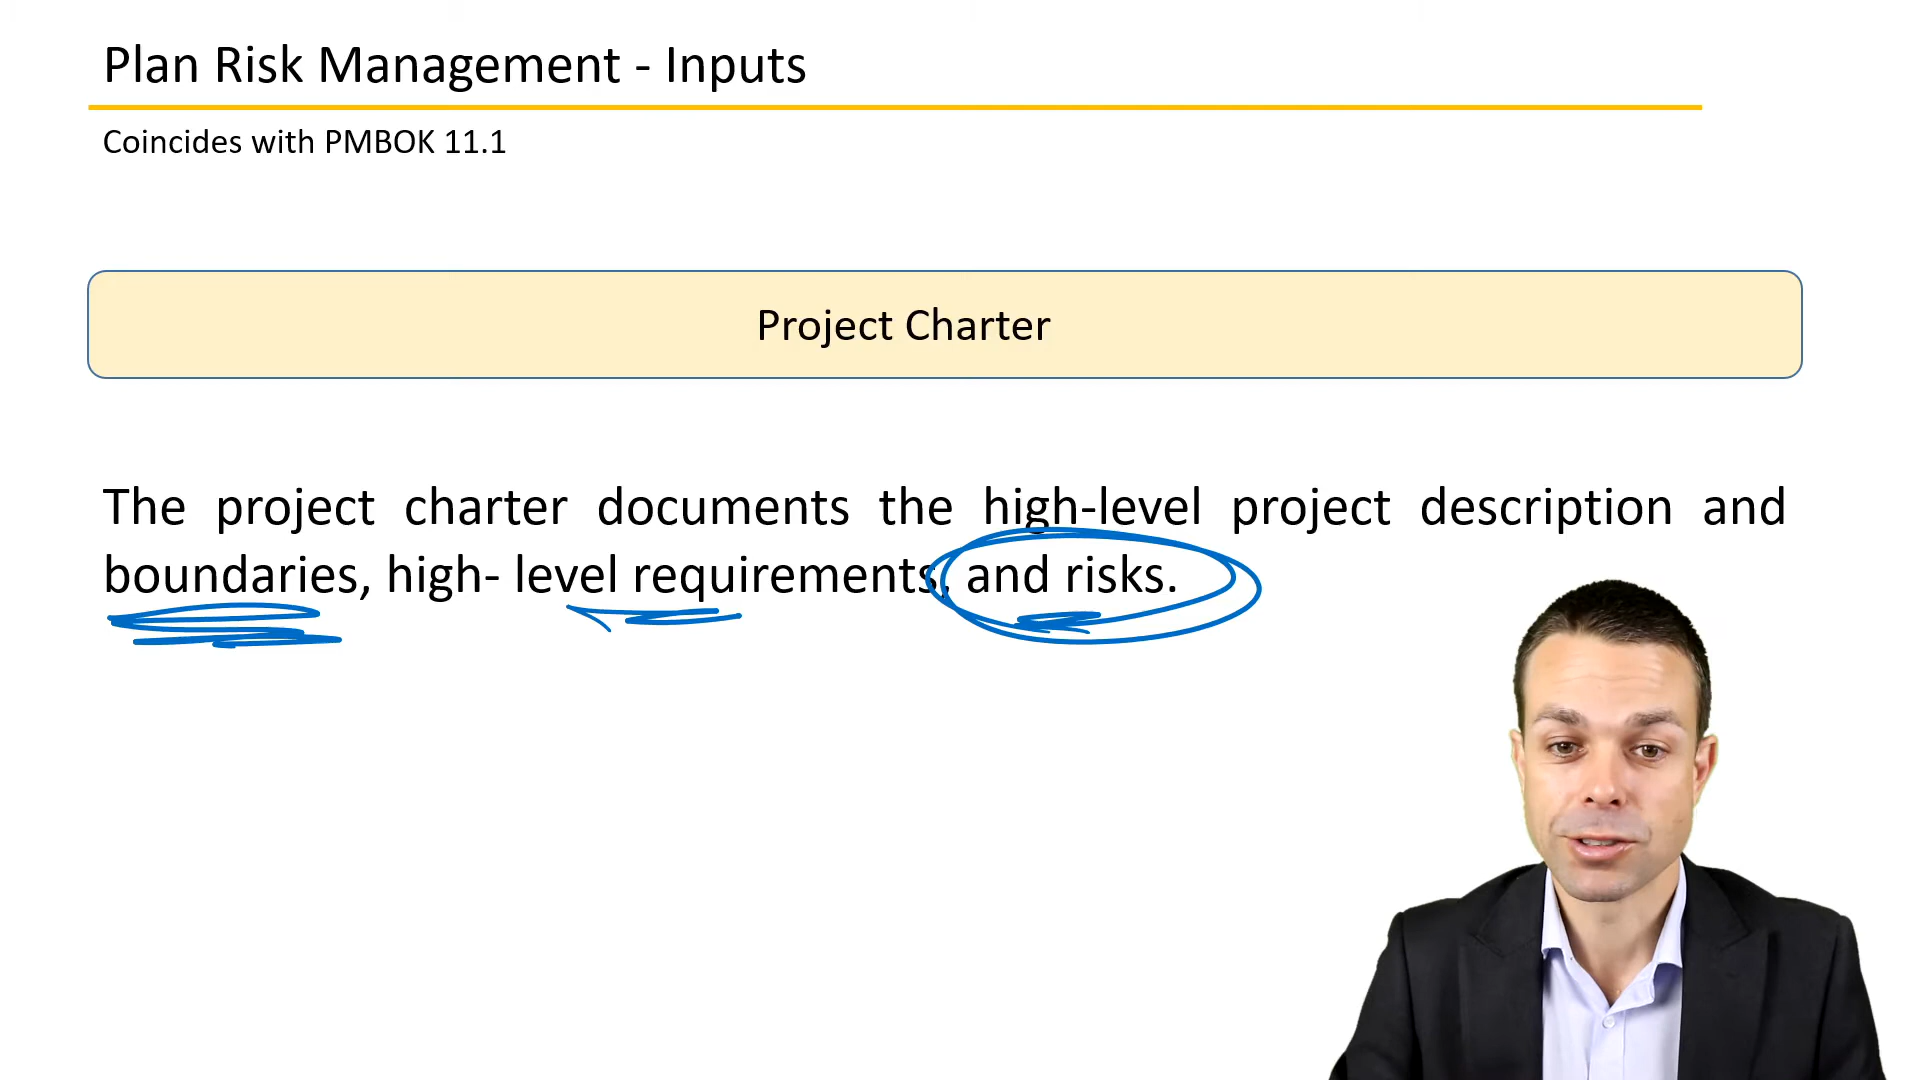 Plan Risk Management - Inputs
Coincides with PMBOK 11.1
Project Charter
The project charter documents the high-level project description and
boundaries, high- level requirements, and risks.